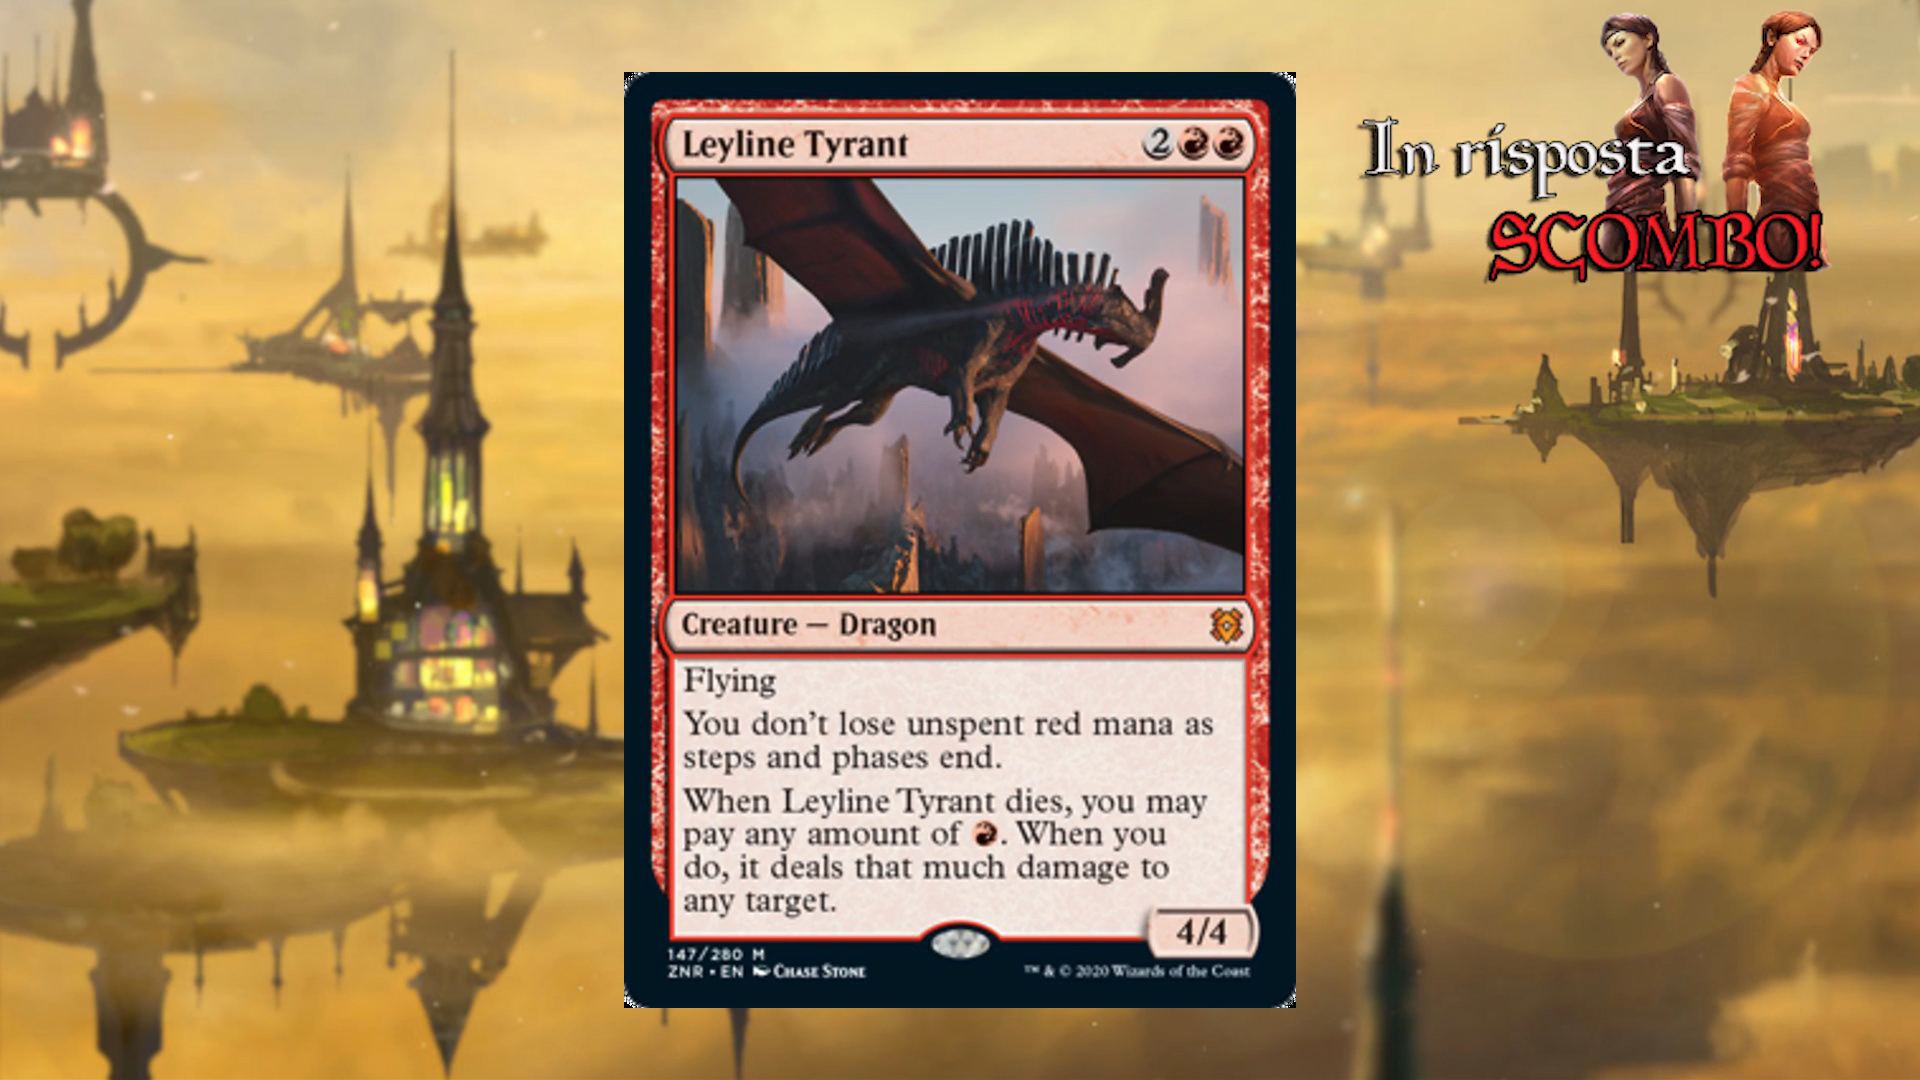 Leyline Tyrant 2
Creature — Dragon
Flying
You don't lose unspent red mana as
steps and phases end.
When Leyline Tyrant dies, you may
pay any amount of . When you
do, it deals that much damage to
any target.
4/4
147/280 M
ZNR • EN Chase Stone
™ & © 2020 Wizards of the Coast
In risposta
SCOMBO!